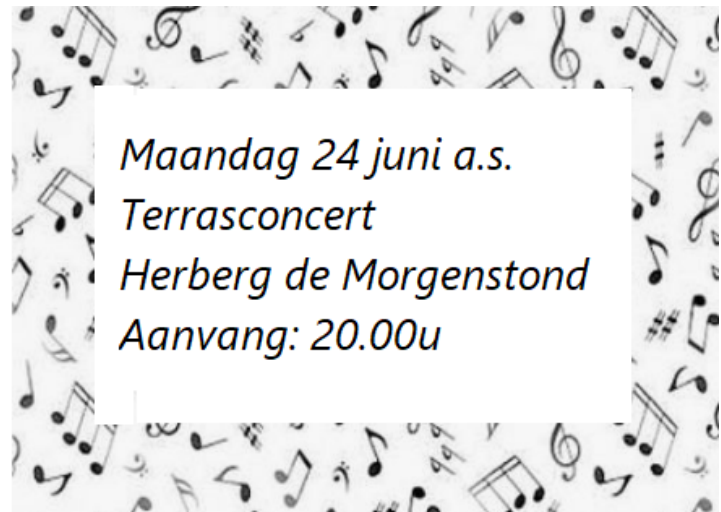 Maandag 24 juni a.s.
Terrasconcert
Herberg de Morgenstond
Aanvang: 20.00u